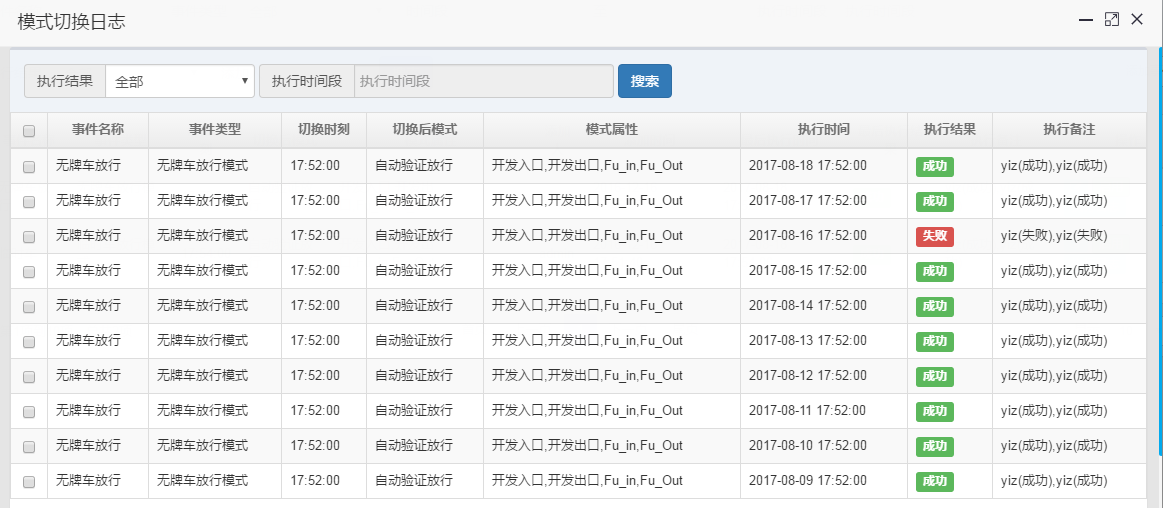 模式切换日志
执行结果 全部 执行时间段 执行时间段 搜索
事件名称 事件类型 切换时刻 切换后模式 模式属性 执行时间 执行结果 执行备注
无牌车放行 无牌车放行模式 17:52:00 自动验证放行 开发入口,开发出口,Fu_in,Fu_Out 2017-08-18 17:52:00 成功 yiz(成功),yiz(成功)
无牌车放行 无牌车放行模式 17:52:00 自动验证放行 开发入口,开发出口,Fu_in,Fu_Out 2017-08-17 17:52:00 成功 yiz(成功),yiz(成功)
无牌车放行 无牌车放行模式 17:52:00 自动验证放行 开发入口,开发出口,Fu_in,Fu_Out 2017-08-16 17:52:00 失败 yiz(失败),yiz(失败)
无牌车放行 无牌车放行模式 17:52:00 自动验证放行 开发入口,开发出口,Fu_in,Fu_Out 2017-08-15 17:52:00 成功 yiz(成功),yiz(成功)
无牌车放行 无牌车放行模式 17:52:00 自动验证放行 开发入口,开发出口,Fu_in,Fu_Out 2017-08-14 17:52:00 成功 yiz(成功),yiz(成功)
无牌车放行 无牌车放行模式 17:52:00 自动验证放行 开发入口,开发出口,Fu_in,Fu_Out 2017-08-13 17:52:00 成功 yiz(成功),yiz(成功)
无牌车放行 无牌车放行模式 17:52:00 自动验证放行 开发入口,开发出口,Fu_in,Fu_Out 2017-08-12 17:52:00 成功 yiz(成功),yiz(成功)
无牌车放行 无牌车放行模式 17:52:00 自动验证放行 开发入口,开发出口,Fu_in,Fu_Out 2017-08-11 17:52:00 成功 yiz(成功),yiz(成功)
无牌车放行 无牌车放行模式 17:52:00 自动验证放行 开发入口,开发出口,Fu_in,Fu_Out 2017-08-10 17:52:00 成功 yiz(成功),yiz(成功)
无牌车放行 无牌车放行模式 17:52:00 自动验证放行 开发入口,开发出口,Fu_in,Fu_Out 2017-08-09 17:52:00 成功 yiz(成功),yiz(成功)